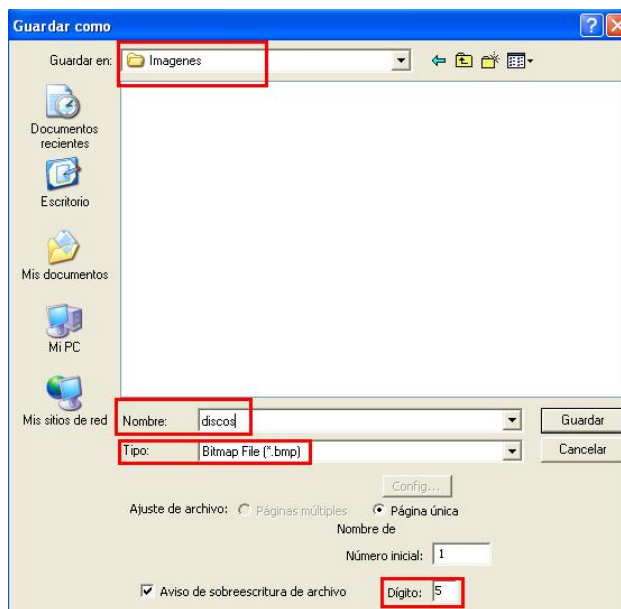 Guardar como
Guardar en: Imagenes
Documentos
recientes
Escritorio
Mis documentos
Mi PC
Mis sitios de red
Nombre: discos
Guardar
Tipo: Bitmap File (*.bmp)
Cancelar
Config...
Ajuste de archivo: Páginas múltiples Página única
Nombre de
Número inicial: 1
Aviso de sobreescritura de archivo Dígito: 5